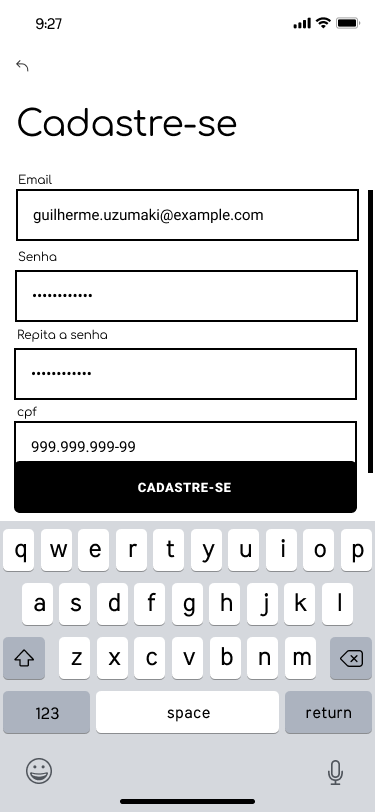 9:27
Cadastre-se
Email
guilherme.uzumaki@example.com
Senha
••••••••••••
Repita a senha
••••••••••••
cpf
999.999.999-99
CADASTRE-SE
q w e r t y u i o p
a s d f g h j k l
z x c v b n m
123 space return